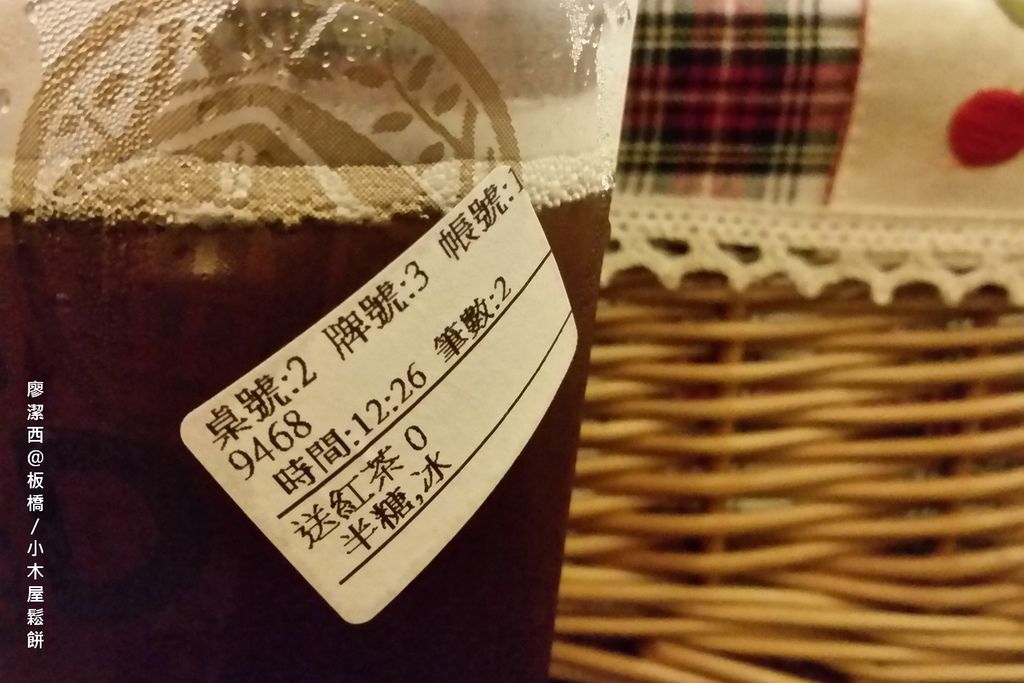 桌號:2 牌號:3 帳號:1
9468
時間:12:26 筆數:2
送紅茶 0
半糖,冰
廖潔西@板橋/小木屋鬆餅